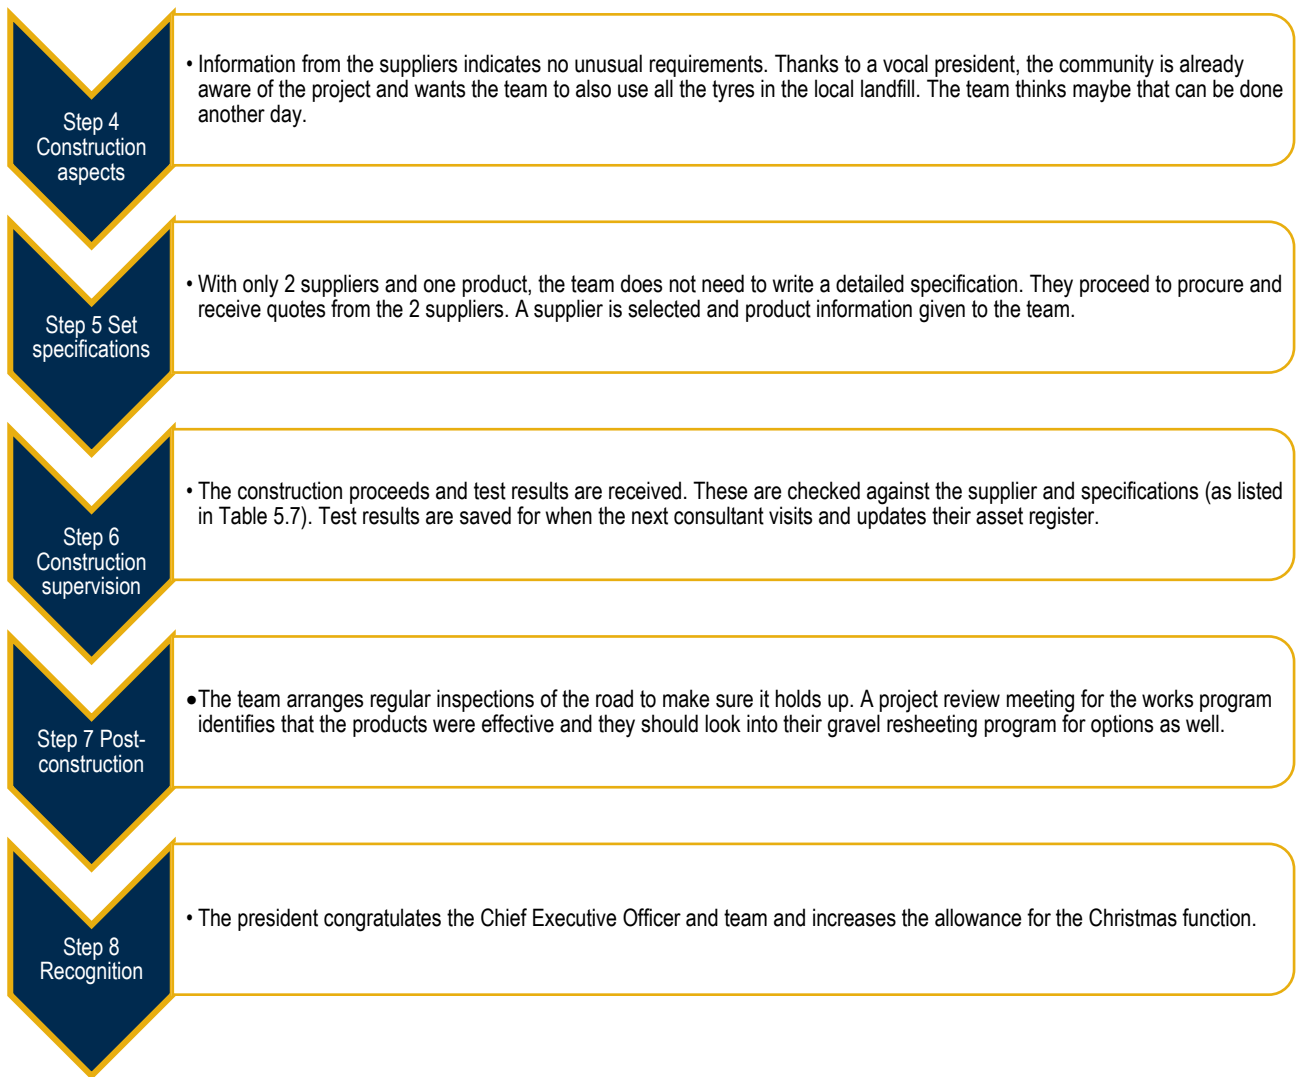 Step 4
Construction
aspects
• Information from the suppliers indicates no unusual requirements. Thanks to a vocal president, the community is already
aware of the project and wants the team to also use all the tyres in the local landfill. The team thinks maybe that can be done
another day.
Step 5 Set
specifications
• With only 2 suppliers and one product, the team does not need to write a detailed specification. They proceed to procure and
receive quotes from the 2 suppliers. A supplier is selected and product information given to the team.
Step 6
Construction
supervision
• The construction proceeds and test results are received. These are checked against the supplier and specifications (as listed
in Table 5.7). Test results are saved for when the next consultant visits and updates their asset register.
Step 7 Post-
construction
•The team arranges regular inspections of the road to make sure it holds up. A project review meeting for the works program
identifies that the products were effective and they should look into their gravel resheeting program for options as well.
Step 8
Recognition
• The president congratulates the Chief Executive Officer and team and increases the allowance for the Christmas function.